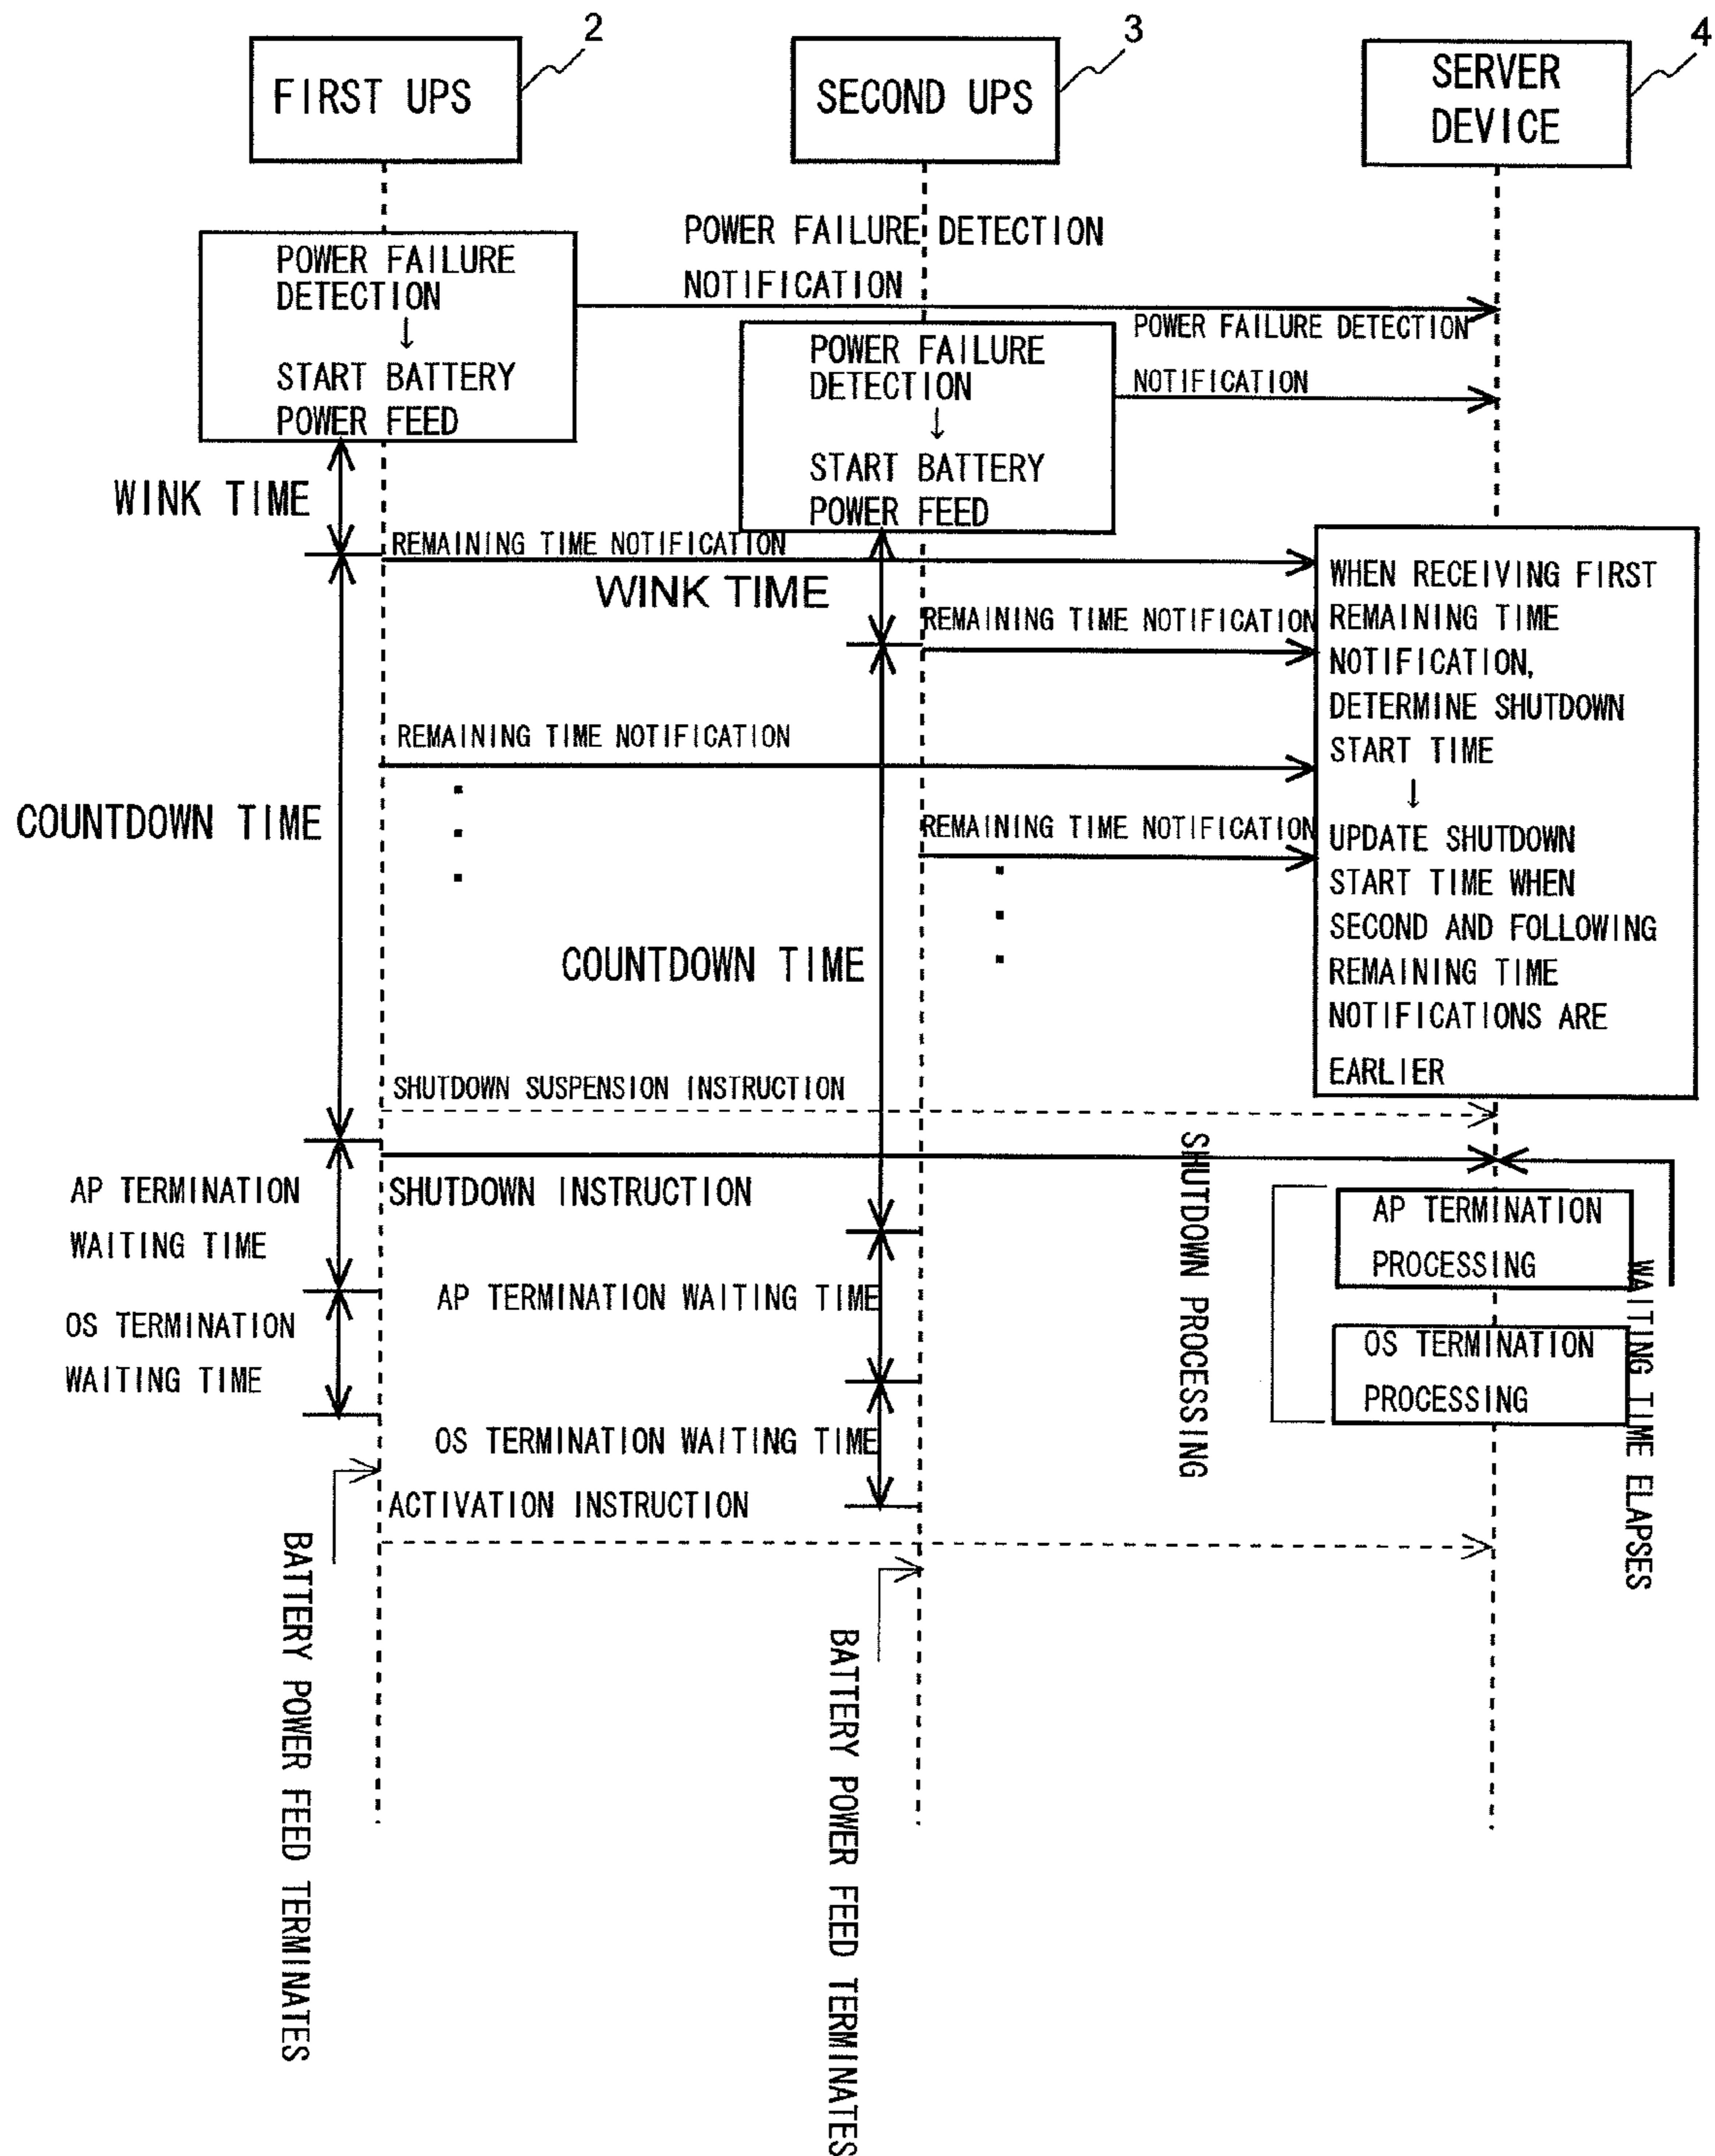 2
3
4
FIRST UPS
SECOND UPS
SERVER
DEVICE
POWER FAILURE DETECTION
NOTIFICATION
POWER FAILURE
DETECTION
↓
START BATTERY
POWER FEED
POWER FAILURE DETECTION
NOTIFICATION
POWER FAILURE
DETECTION
↓
START BATTERY
POWER FEED
WINK TIME
REMAINING TIME NOTIFICATION
WINK TIME
REMAINING TIME NOTIFICATION
WHEN RECEIVING FIRST
REMAINING TIME
NOTIFICATION,
DETERMINE SHUTDOWN
START TIME
↓
UPDATE SHUTDOWN
START TIME WHEN
SECOND AND FOLLOWING
REMAINING TIME
NOTIFICATIONS ARE
EARLIER
REMAINING TIME NOTIFICATION
REMAINING TIME NOTIFICATION
COUNTDOWN TIME
COUNTDOWN TIME
SHUTDOWN SUSPENSION INSTRUCTION
SHUTDOWN INSTRUCTION
AP TERMINATION
WAITING TIME
AP TERMINATION WAITING TIME
OS TERMINATION
WAITING TIME
OS TERMINATION WAITING TIME
SHUTDOWN PROCESSING
AP TERMINATION
PROCESSING
OS TERMINATION
PROCESSING
WAITING TIME ELAPSES
ACTIVATION INSTRUCTION
BATTERY POWER FEED TERMINATES
BATTERY POWER FEED TERMINATES